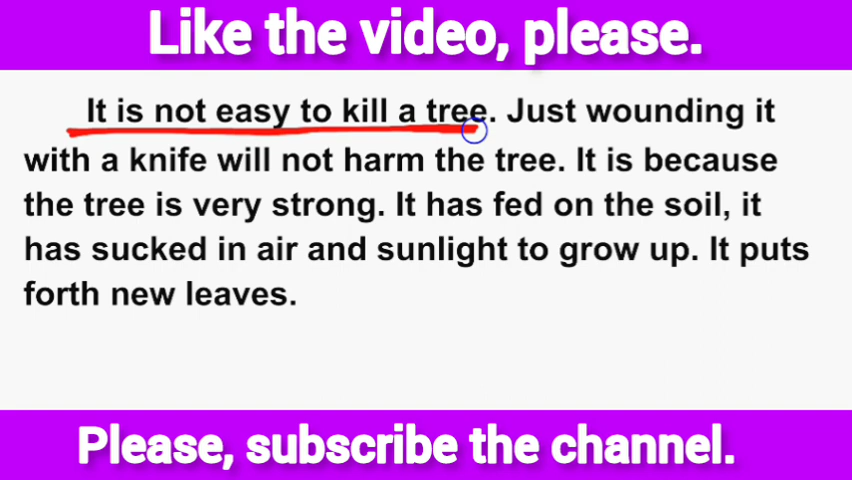 Like the video, please.
It is not easy to kill a tree. Just wounding it
with a knife will not harm the tree. It is because
the tree is very strong. It has fed on the soil, it
has sucked in air and sunlight to grow up. It puts
forth new leaves.
Please, subscribe the channel.